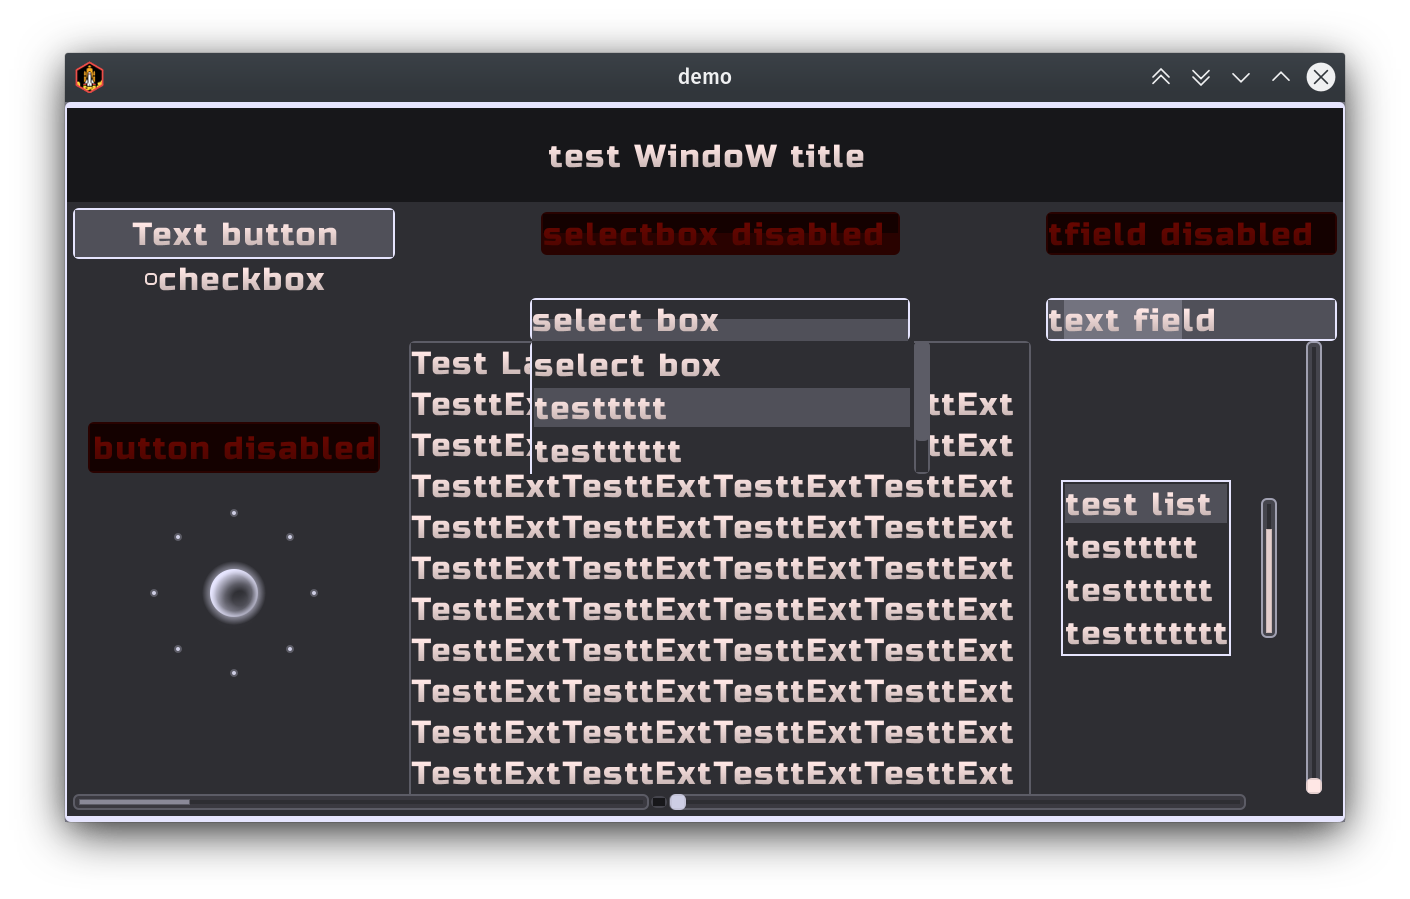 demo
test WindoW title
Text button
selectbox disabled
tfield disabled
checkbox
select box
text field
select box
testtttt
testttttt
Test La
TesttEx
ttExt
TesttEx
ttExt
TesttExtTesttExtTesttExtTesttExt
TesttExtTesttExtTesttExtTesttExt
TesttExtTesttExtTesttExtTesttExt
TesttExtTesttExtTesttExtTesttExt
TesttExtTesttExtTesttExtTesttExt
TesttExtTesttExtTesttExtTesttExt
TesttExtTesttExtTesttExtTesttExt
TesttExtTesttExtTesttExtTesttExt
button disabled
test list
testtttt
testttttt
testtttttt